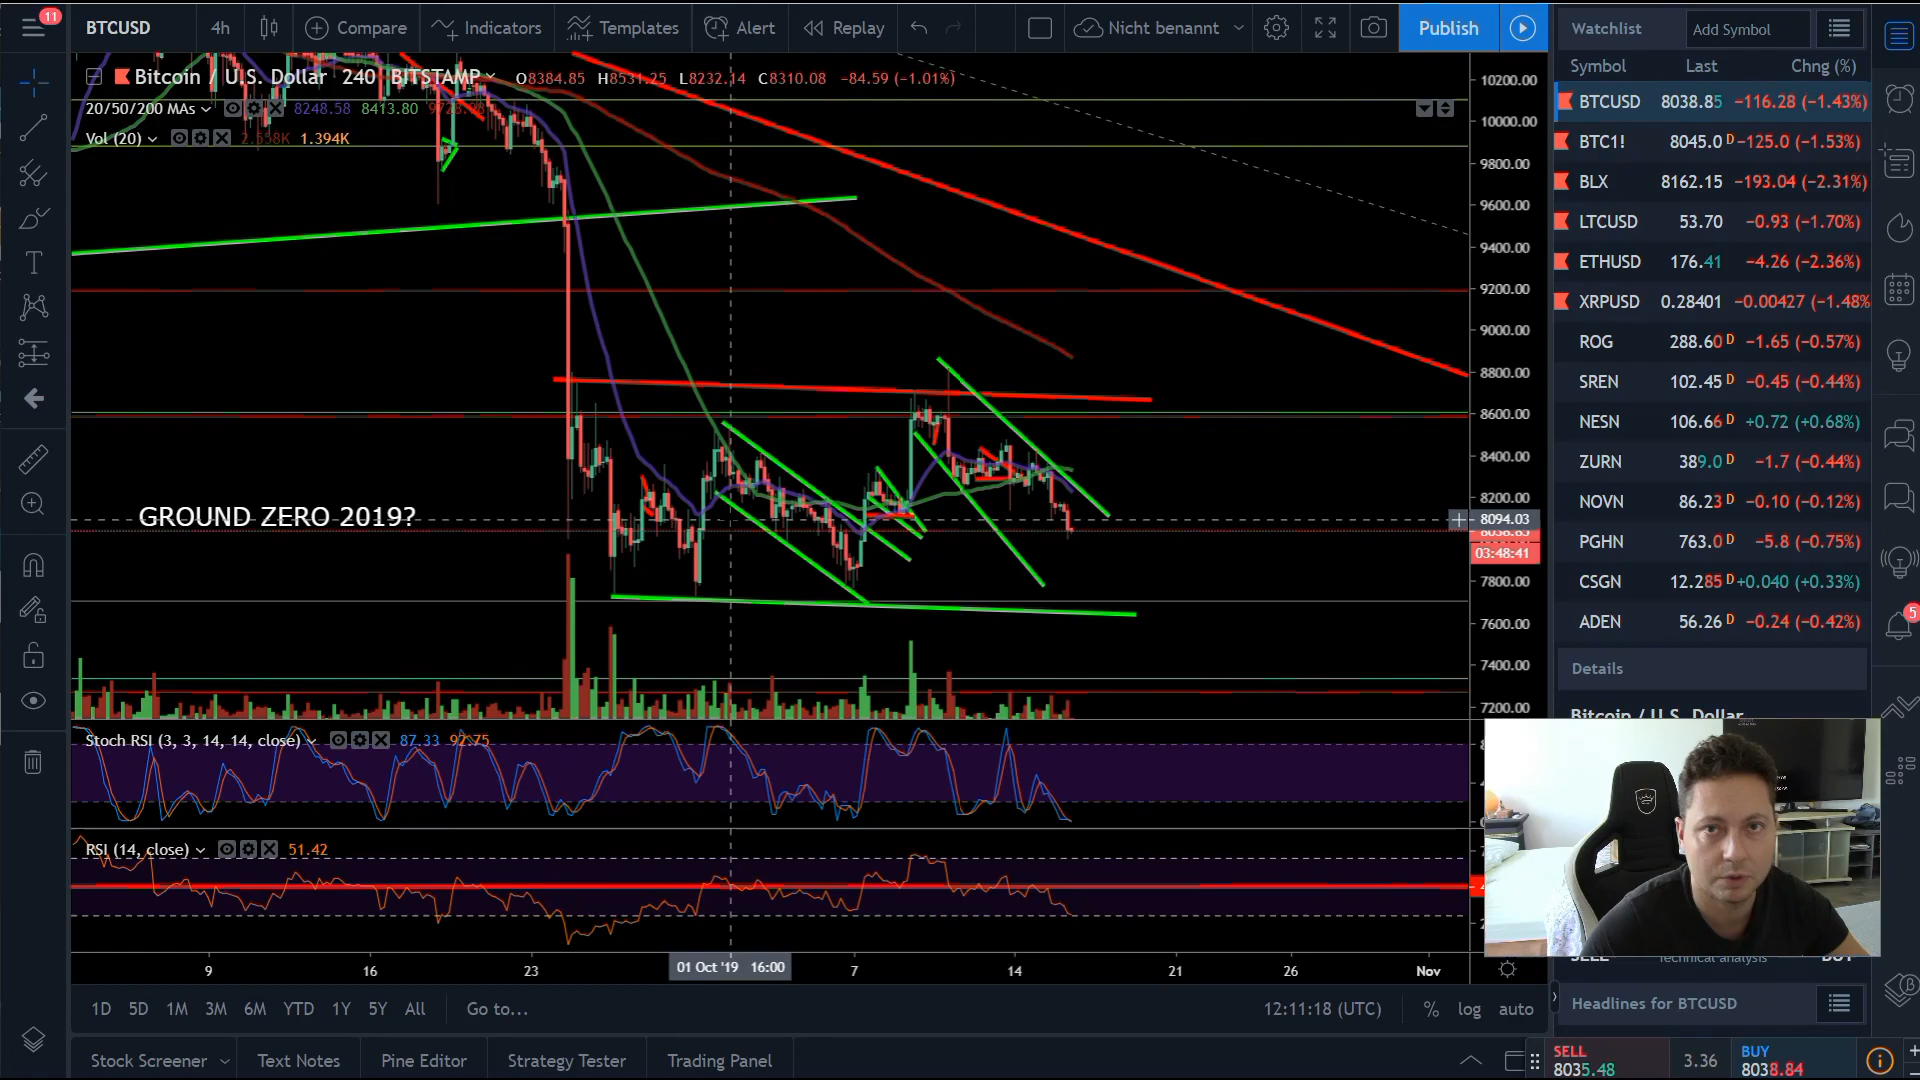 11
BTCUSD 4h Compare Indicators Templates Alert Replay Nicht benannt Publish
Bitcoin / U.S. Dollar 240 BITSTAMP O8384.85 H8531.25 L8232.14 C8310.08 −84.59 (−1.01%)
20/50/200 MAs 8248.58 8413.80
Vol (20) 2.558K 1.394K
GROUND ZERO 2019?
10200.00
10000.00
9800.00
9600.00
9400.00
9200.00
9000.00
8800.00
8600.00
8400.00
8200.00
8094.03
8038.85
03:48:41
7800.00
7600.00
7400.00
7200.00
Stoch RSI (3, 3, 14, 14, close) 87.33 92.75
RSI (14, close) 51.42
9 16 23 01 Oct '19 16:00 7 14 21 26 Nov
1D 5D 1M 3M 6M YTD 1Y 5Y All Go to... 12:11:18 (UTC) % log auto
Stock Screener Text Notes Pine Editor Strategy Tester Trading Panel
Watchlist Add Symbol
Symbol Last Chng (%)
BTCUSD 8038.85 −116.28 (−1.43%)
BTC1! 8045.0 D −125.0 (−1.53%)
BLX 8162.15 −193.04 (−2.31%)
LTCUSD 53.70 −0.93 (−1.70%)
ETHUSD 176.41 −4.26 (−2.36%)
XRPUSD 0.28401 −0.00427 (−1.48%
ROG 288.60 D −1.65 (−0.57%)
SREN 102.45 D −0.45 (−0.44%)
NESN 106.66 D +0.72 (+0.68%)
ZURN 389.0 D −1.7 (−0.44%)
NOVN 86.23 D −0.10 (−0.12%)
PGHN 763.0 D −5.8 (−0.75%)
CSGN 12.285 D +0.040 (+0.33%)
ADEN 56.26 D −0.24 (−0.42%)
5
Details
Bitcoin / U.S. Dollar
SELL Technical analysis BUY
Headlines for BTCUSD
SELL 8035.48 3.36 BUY 8038.84